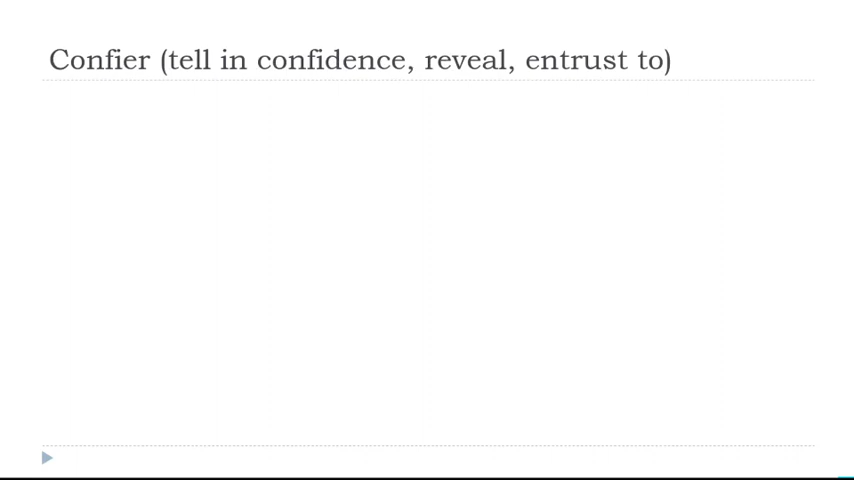 Confier (tell in confidence, reveal, entrust to)